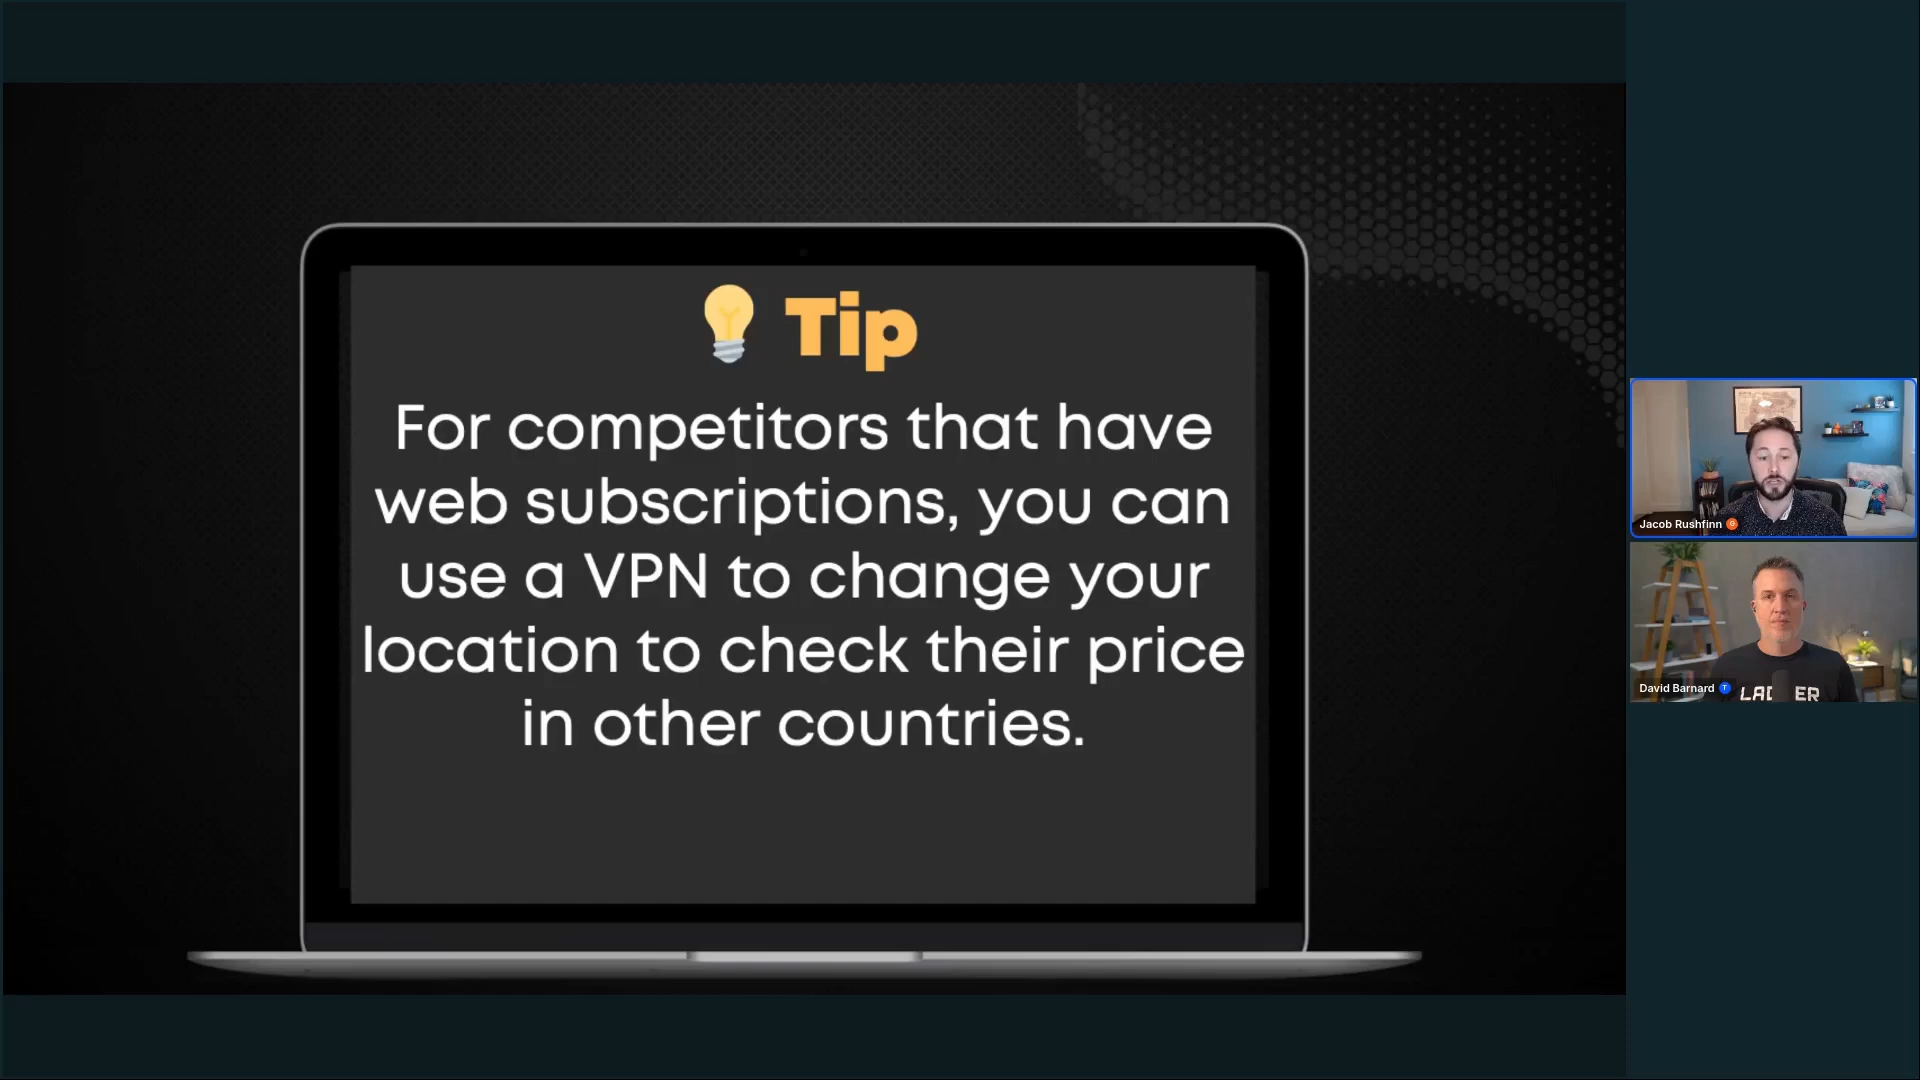 Tip
For competitors that have
web subscriptions, you can
use a VPN to change your
location to check their price
in other countries.
Jacob Rushfinn G
David Barnard T